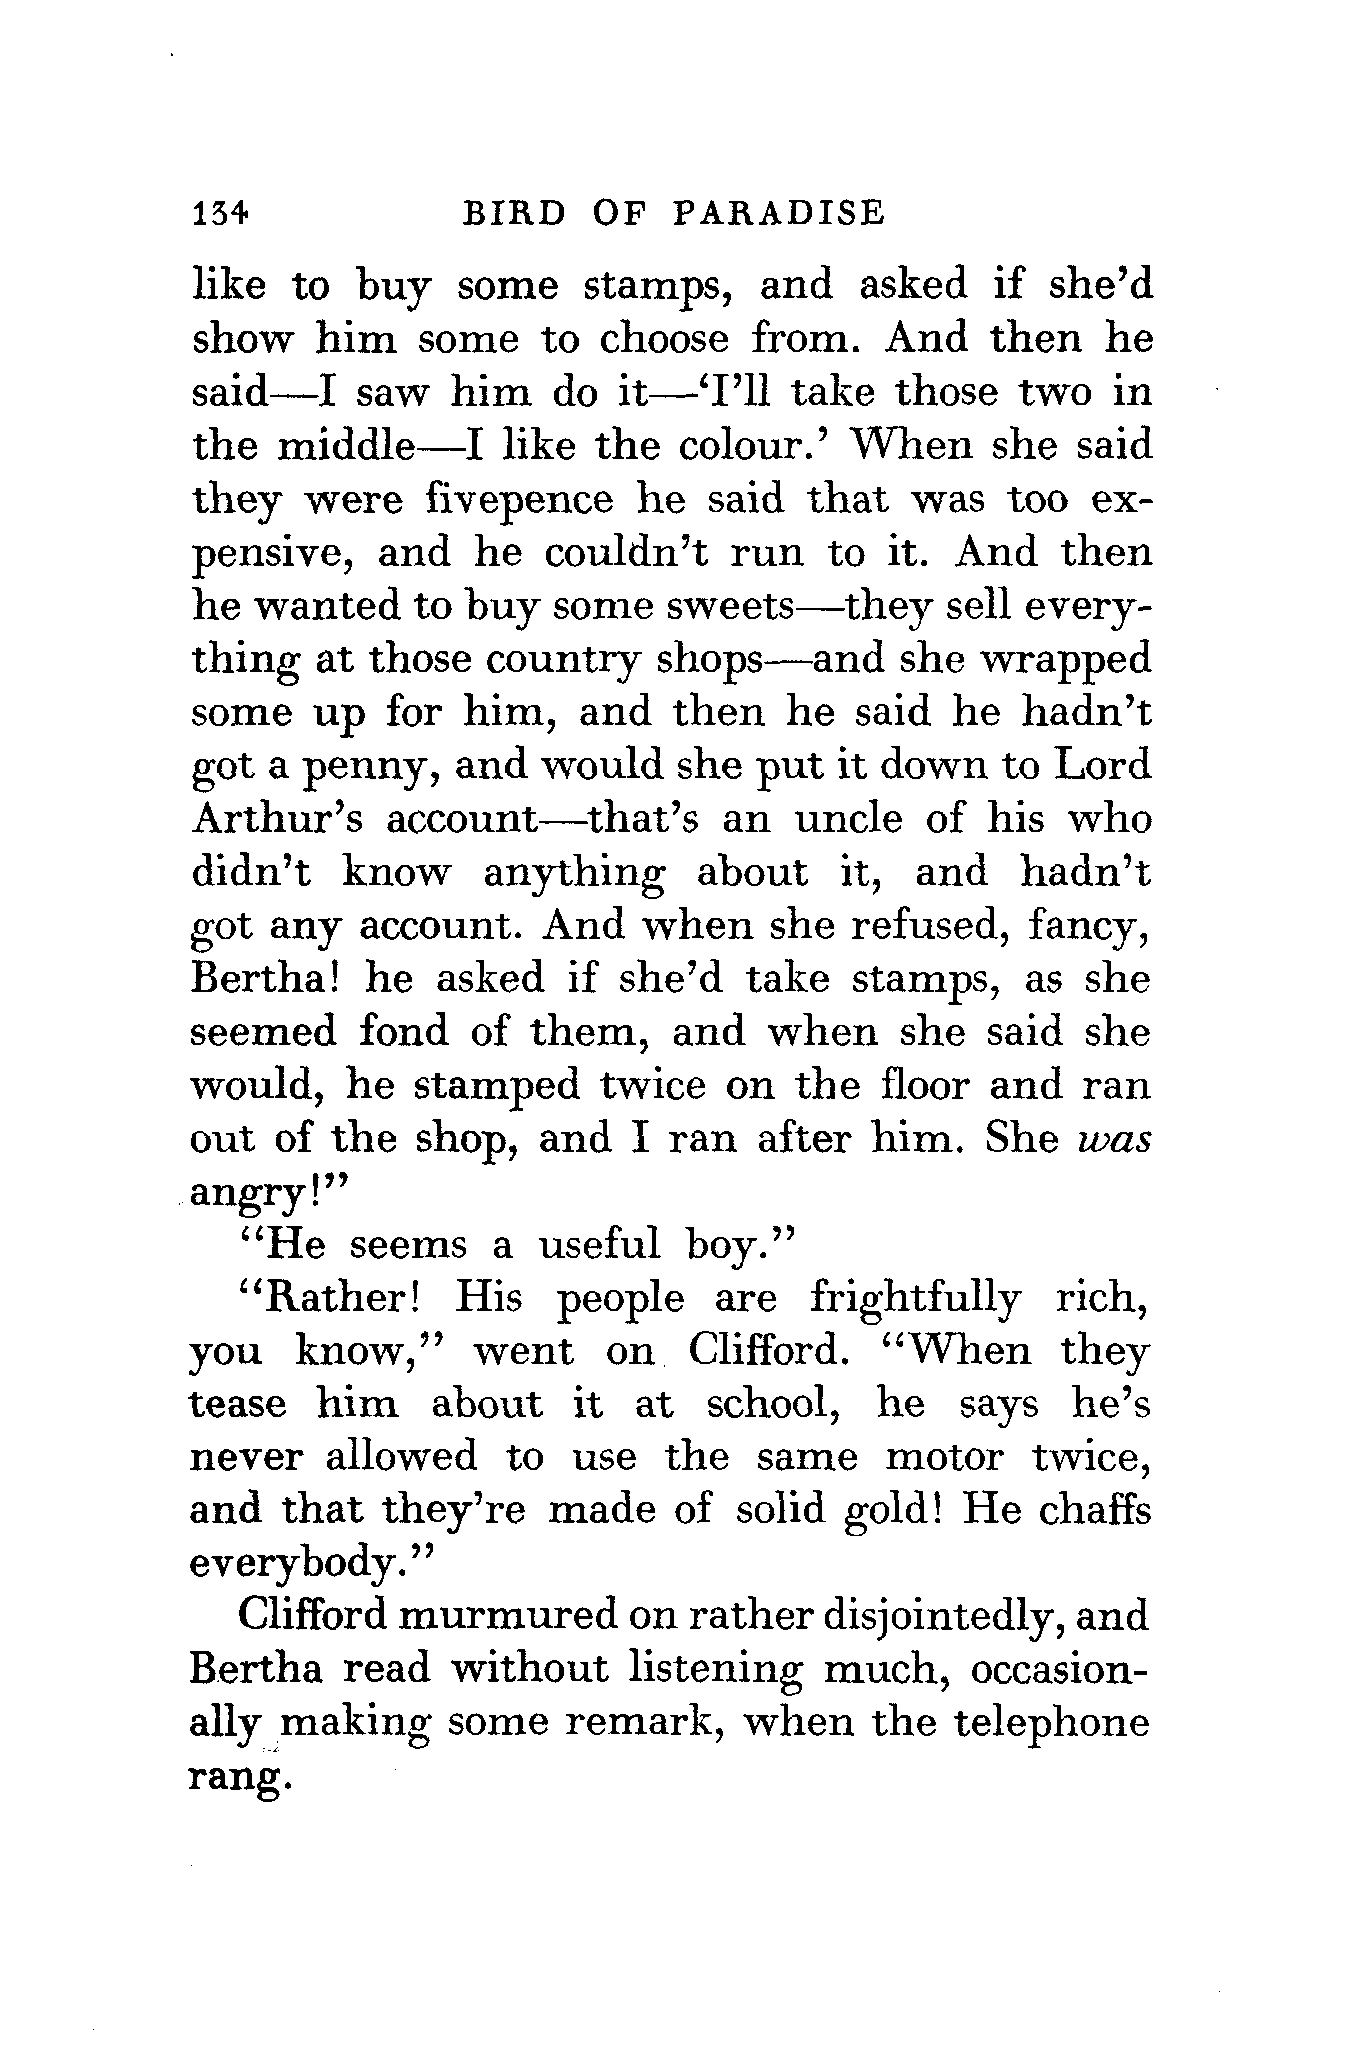 134 BIRD OF PARADISE
like to buy some stamps, and asked if she’d
show him some to choose from. And then he
said—I saw him do it—‘I’ll take those two in
the middle—I like the colour.’ When she said
they were fivepence he said that was too ex-
pensive, and he couldn’t run to it. And then
he wanted to buy some sweets—they sell every-
thing at those country shops—and she wrapped
some up for him, and then he said he hadn’t
got a penny, and would she put it down to Lord
Arthur’s account—that’s an uncle of his who
didn’t know anything about it, and hadn’t
got any account. And when she refused, fancy,
Bertha! he asked if she’d take stamps, as she
seemed fond of them, and when she said she
would, he stamped twice on the floor and ran
out of the shop, and I ran after him. She was
angry!”
“He seems a useful boy.”
“Rather! His people are frightfully rich,
you know,” went on Clifford. “When they
tease him about it at school, he says he’s
never allowed to use the same motor twice,
and that they’re made of solid gold! He chaffs
everybody.”
Clifford murmured on rather disjointedly, and
Bertha read without listening much, occasion-
ally making some remark, when the telephone
rang.